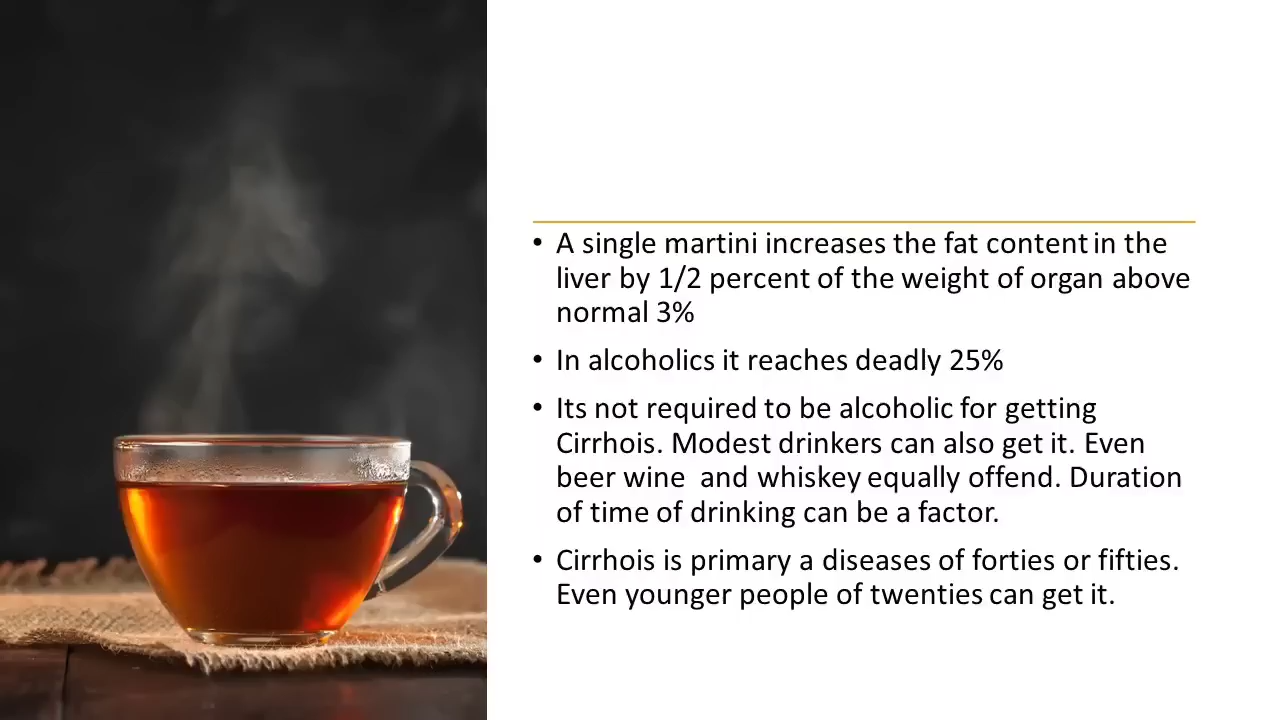 • A single martini increases the fat content in the
liver by 1/2 percent of the weight of organ above
normal 3%
• In alcoholics it reaches deadly 25%
• Its not required to be alcoholic for getting
Cirrhois. Modest drinkers can also get it. Even
beer wine  and whiskey equally offend. Duration
of time of drinking can be a factor.
• Cirrhois is primary a diseases of forties or fifties.
Even younger people of twenties can get it.